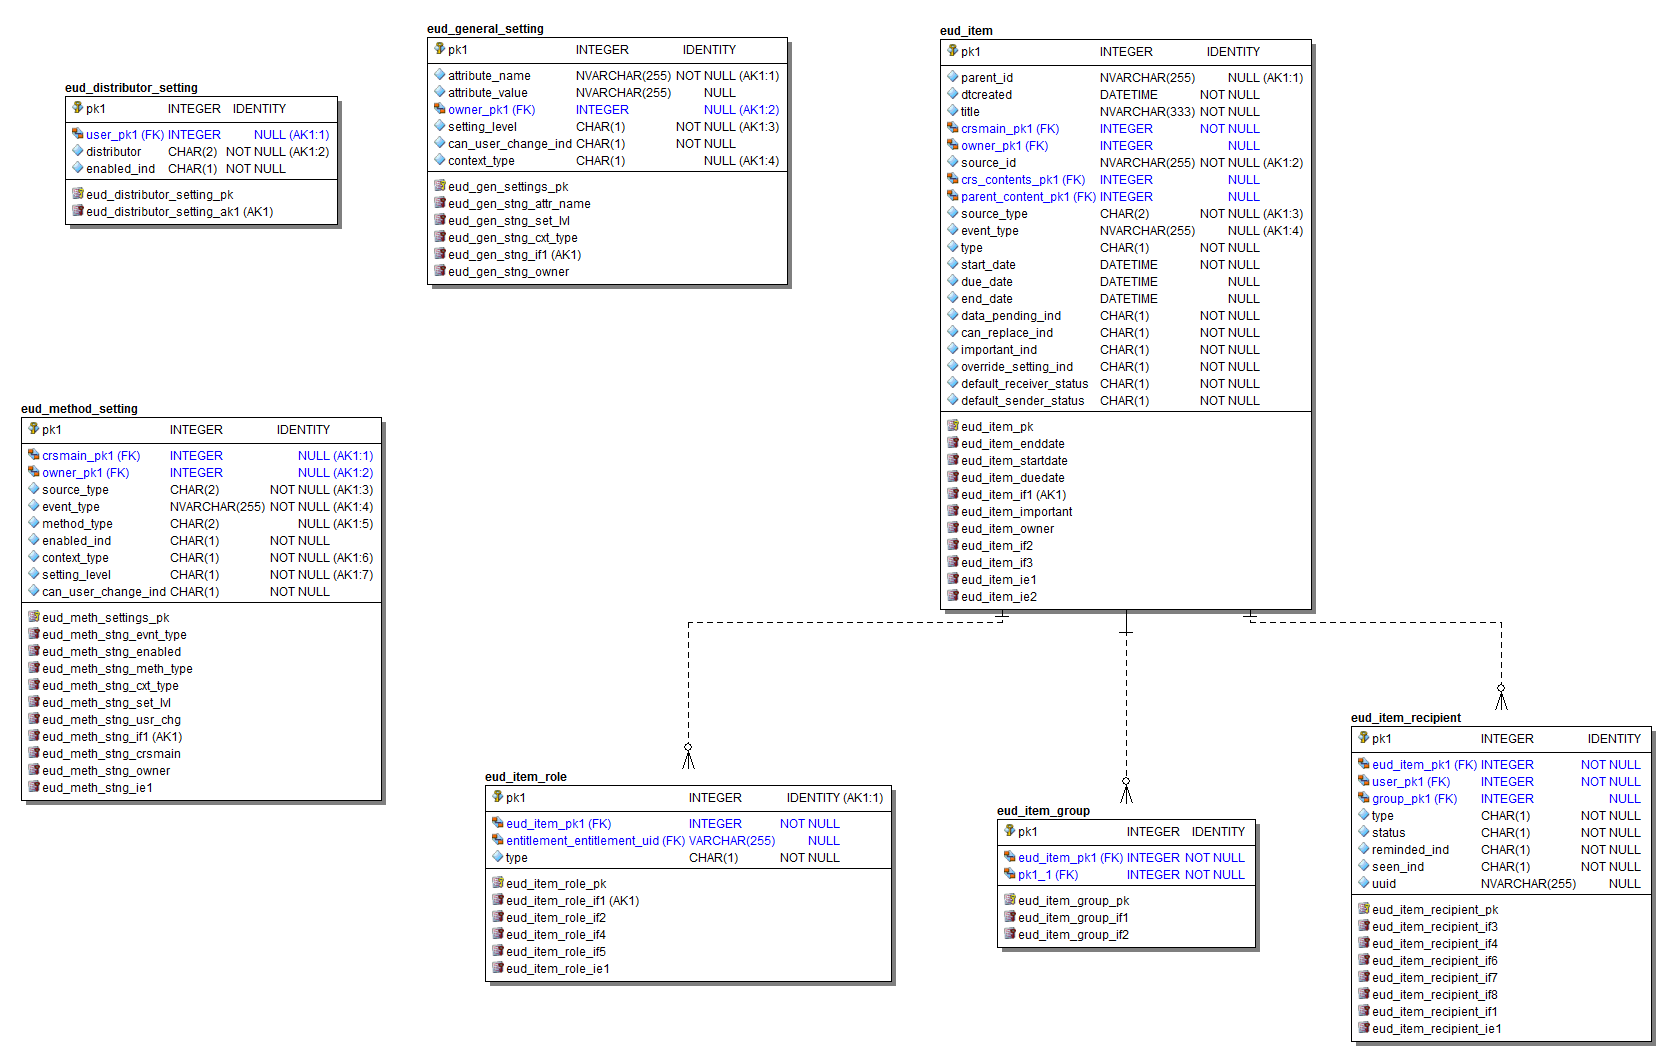 eud_distributor_setting
pk1 INTEGER IDENTITY
user_pk1 (FK) INTEGER NULL (AK1:1)
distributor CHAR(2) NOT NULL (AK1:2)
enabled_ind CHAR(1) NOT NULL
eud_distributor_setting_pk
eud_distributor_setting_ak1 (AK1)
eud_general_setting
pk1 INTEGER IDENTITY
attribute_name NVARCHAR(255) NOT NULL (AK1:1)
attribute_value NVARCHAR(255) NULL
owner_pk1 (FK) INTEGER NULL (AK1:2)
setting_level CHAR(1) NOT NULL (AK1:3)
can_user_change_ind CHAR(1) NOT NULL
context_type CHAR(1) NULL (AK1:4)
eud_gen_settings_pk
eud_gen_stng_attr_name
eud_gen_stng_set_lvl
eud_gen_stng_cxt_type
eud_gen_stng_if1 (AK1)
eud_gen_stng_owner
eud_item
pk1 INTEGER IDENTITY
parent_id NVARCHAR(255) NULL (AK1:1)
dtcreated DATETIME NOT NULL
title NVARCHAR(333) NOT NULL
crsmain_pk1 (FK) INTEGER NOT NULL
owner_pk1 (FK) INTEGER NULL
source_id NVARCHAR(255) NOT NULL (AK1:2)
crs_contents_pk1 (FK) INTEGER NULL
parent_content_pk1 (FK) INTEGER NULL
source_type CHAR(2) NOT NULL (AK1:3)
event_type NVARCHAR(255) NULL (AK1:4)
type CHAR(1) NOT NULL
start_date DATETIME NOT NULL
due_date DATETIME NULL
end_date DATETIME NULL
data_pending_ind CHAR(1) NOT NULL
can_replace_ind CHAR(1) NOT NULL
important_ind CHAR(1) NOT NULL
override_setting_ind CHAR(1) NOT NULL
default_receiver_status CHAR(1) NOT NULL
default_sender_status CHAR(1) NOT NULL
eud_item_pk
eud_item_enddate
eud_item_startdate
eud_item_duedate
eud_item_if1 (AK1)
eud_item_important
eud_item_owner
eud_item_if2
eud_item_if3
eud_item_ie1
eud_item_ie2
eud_method_setting
pk1 INTEGER IDENTITY
crsmain_pk1 (FK) INTEGER NULL (AK1:1)
owner_pk1 (FK) INTEGER NULL (AK1:2)
source_type CHAR(2) NOT NULL (AK1:3)
event_type NVARCHAR(255) NOT NULL (AK1:4)
method_type CHAR(2) NULL (AK1:5)
enabled_ind CHAR(1) NOT NULL
context_type CHAR(1) NOT NULL (AK1:6)
setting_level CHAR(1) NOT NULL (AK1:7)
can_user_change_ind CHAR(1) NOT NULL
eud_meth_settings_pk
eud_meth_stng_evnt_type
eud_meth_stng_enabled
eud_meth_stng_meth_type
eud_meth_stng_cxt_type
eud_meth_stng_set_lvl
eud_meth_stng_usr_chg
eud_meth_stng_if1 (AK1)
eud_meth_stng_crsmain
eud_meth_stng_owner
eud_meth_stng_ie1
eud_item_role
pk1 INTEGER IDENTITY (AK1:1)
eud_item_pk1 (FK) INTEGER NOT NULL
entitlement_entitlement_uid (FK) VARCHAR(255) NULL
type CHAR(1) NOT NULL
eud_item_role_pk
eud_item_role_if1 (AK1)
eud_item_role_if2
eud_item_role_if4
eud_item_role_if5
eud_item_role_ie1
eud_item_group
pk1 INTEGER IDENTITY
eud_item_pk1 (FK) INTEGER NOT NULL
pk1_1 (FK) INTEGER NOT NULL
eud_item_group_pk
eud_item_group_if1
eud_item_group_if2
eud_item_recipient
pk1 INTEGER IDENTITY
eud_item_pk1 (FK) INTEGER NOT NULL
user_pk1 (FK) INTEGER NOT NULL
group_pk1 (FK) INTEGER NULL
type CHAR(1) NOT NULL
status CHAR(1) NOT NULL
reminded_ind CHAR(1) NOT NULL
seen_ind CHAR(1) NOT NULL
uuid NVARCHAR(255) NULL
eud_item_recipient_pk
eud_item_recipient_if3
eud_item_recipient_if4
eud_item_recipient_if6
eud_item_recipient_if7
eud_item_recipient_if8
eud_item_recipient_if1
eud_item_recipient_ie1